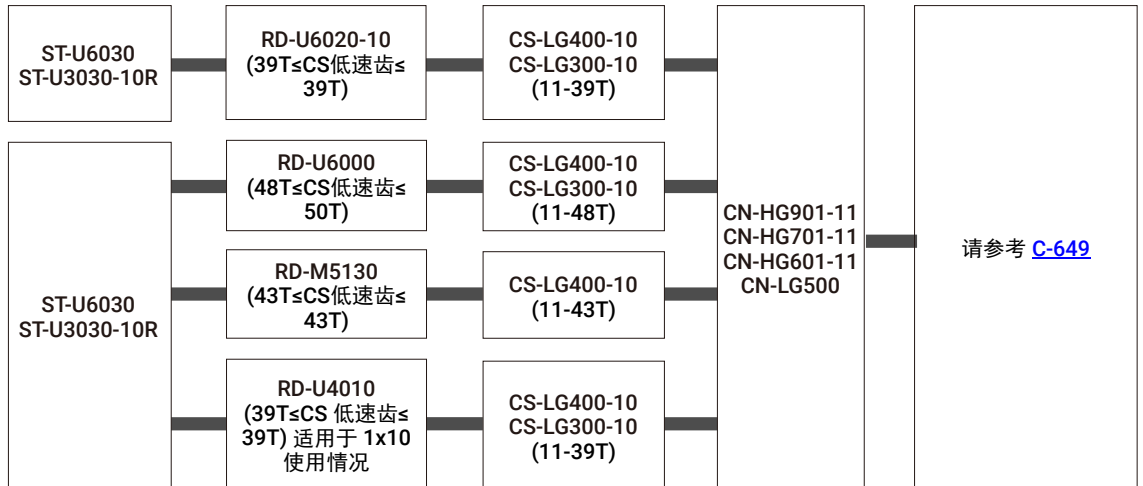 ST-U6030
ST-U3030-10R
RD-U6020-10
(39T≤CS低速齿≤
39T)
CS-LG400-10
CS-LG300-10
(11-39T)
ST-U6030
ST-U3030-10R
RD-U6000
(48T≤CS低速齿≤
50T)
CS-LG400-10
CS-LG300-10
(11-48T)
RD-M5130
(43T≤CS低速齿≤
43T)
CS-LG400-10
(11-43T)
RD-U4010
(39T≤CS 低速齿≤
39T) 适用于 1x10
使用情况
CS-LG400-10
CS-LG300-10
(11-39T)
CN-HG901-11
CN-HG701-11
CN-HG601-11
CN-LG500
请参考 C-649